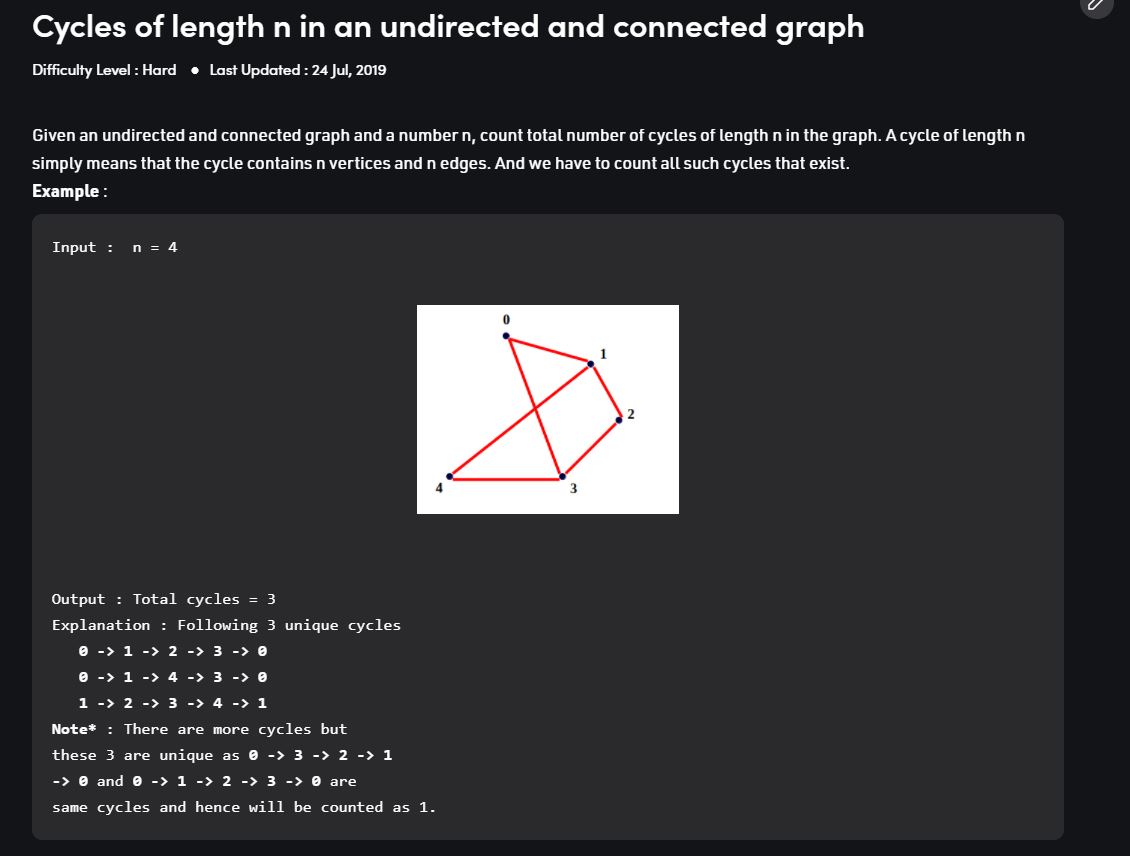 Cycles of length n in an undirected and connected graph
Difficulty Level : Hard ● Last Updated : 24 Jul, 2019
Given an undirected and connected graph and a number n, count total number of cycles of length n in the graph. A cycle of length n
simply means that the cycle contains n vertices and n edges. And we have to count all such cycles that exist.
Example :
Input :  n = 4
0
1
2
4
3
Output : Total cycles = 3
Explanation : Following 3 unique cycles
0 -> 1 -> 2 -> 3 -> 0
0 -> 1 -> 4 -> 3 -> 0
1 -> 2 -> 3 -> 4 -> 1
Note* : There are more cycles but
these 3 are unique as 0 -> 3 -> 2 -> 1
-> 0 and 0 -> 1 -> 2 -> 3 -> 0 are
same cycles and hence will be counted as 1.